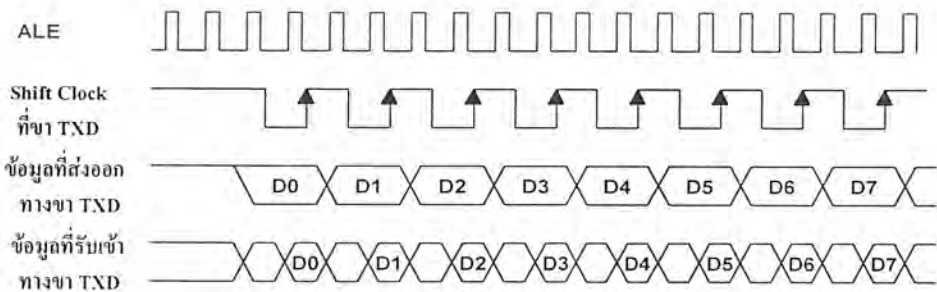 ALE
Shift Clock
ที่ขา TXD
ข้อมูลที่ส่งออก
D0 D1 D2 D3 D4 D5 D6 D7
ทางขา TXD
ข้อมูลที่รับเข้า
D0 D1 D2 D3 D4 D5 D6 D7
ทางขา TXD